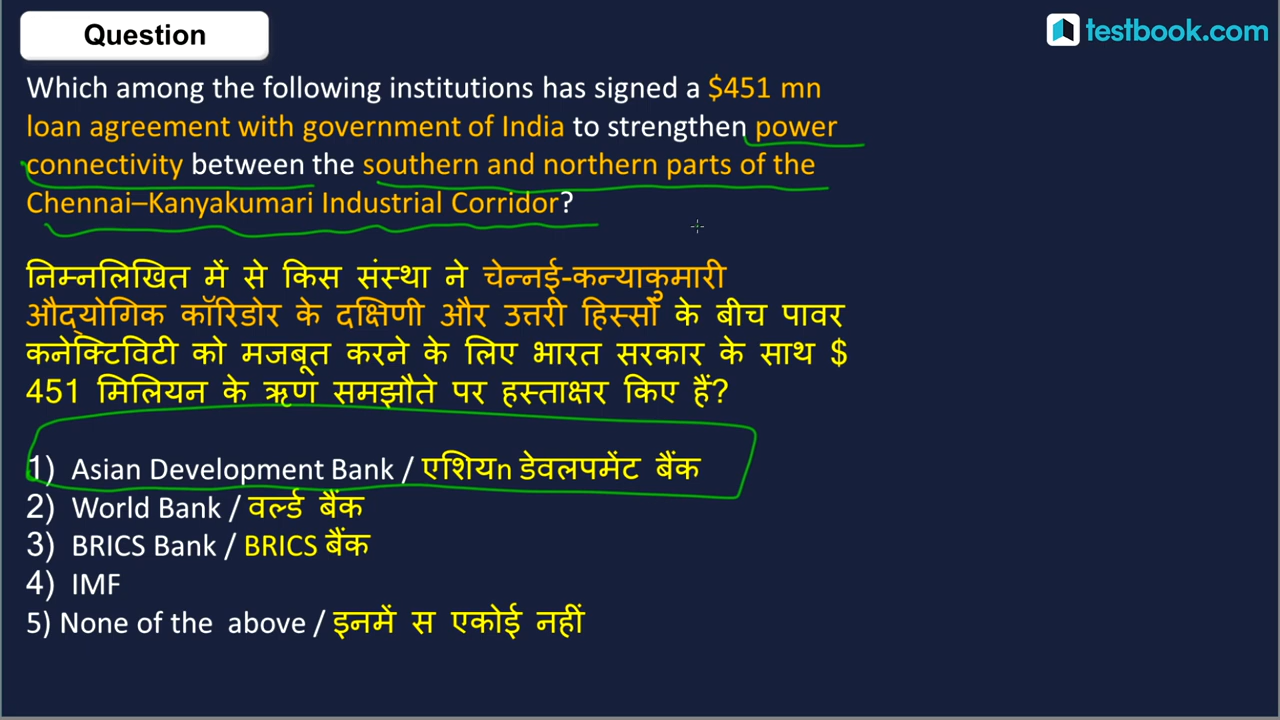 Question
testbook.com
Which among the following institutions has signed a $451 mn
loan agreement with government of India to strengthen power
connectivity between the southern and northern parts of the
Chennai–Kanyakumari Industrial Corridor?
निम्नलिखित में से किस संस्था ने चेन्नई-कन्याकुमारी
औद्योगिक कॉरिडोर के दक्षिणी और उत्तरी हिस्सों के बीच पावर
कनेक्टिविटी को मजबूत करने के लिए भारत सरकार के साथ $
451 मिलियन के ऋण समझौते पर हस्ताक्षर किए हैं?
1) Asian Development Bank / एशियn डेवलपमेंट बैंक
2) World Bank / वर्ल्ड बैंक
3) BRICS Bank / BRICS बैंक
4) IMF
5) None of the above / इनमें स एकोई नहीं